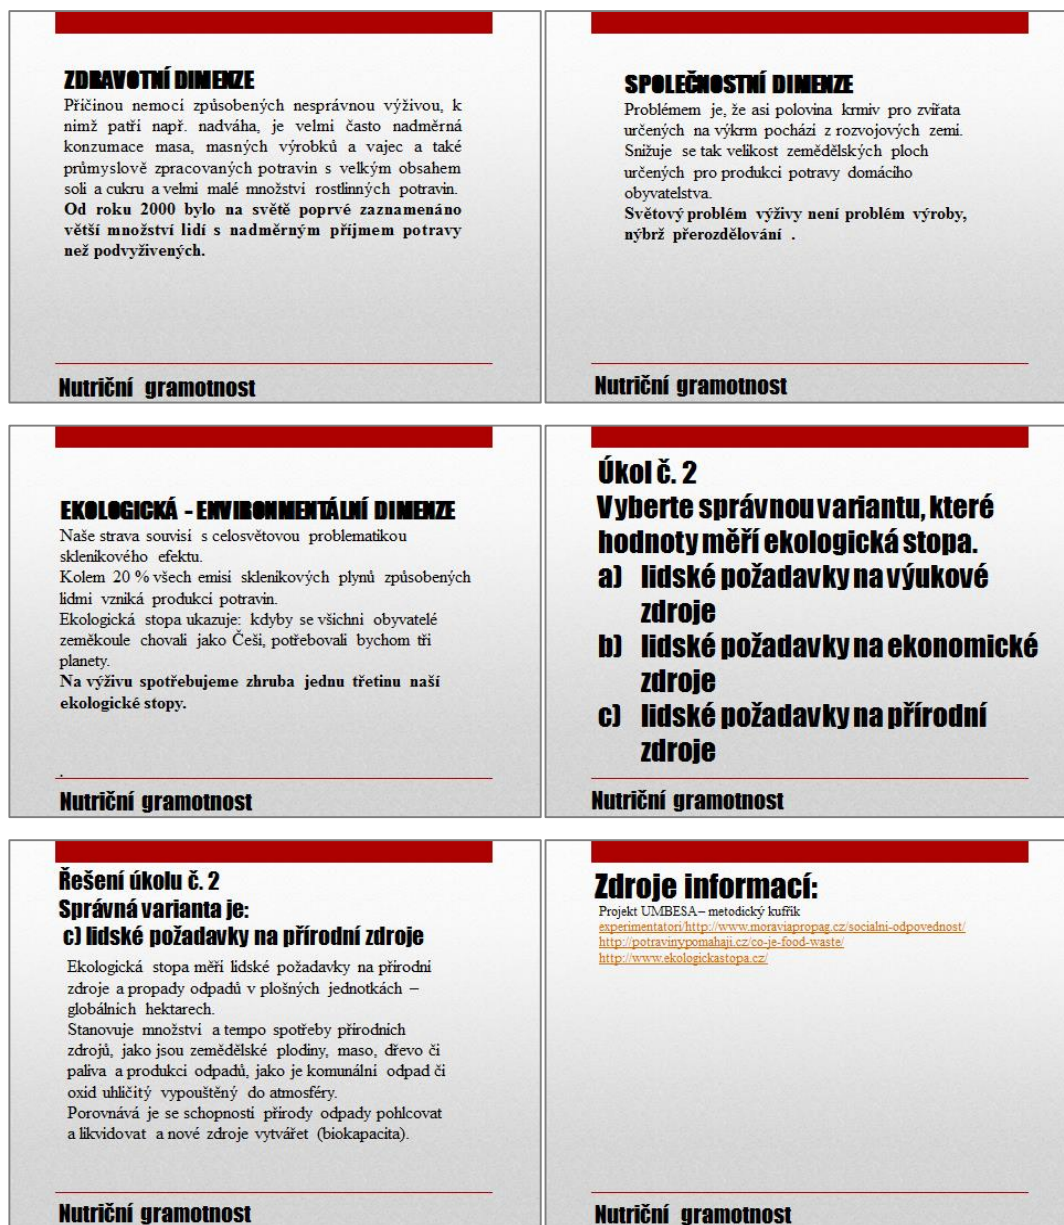 ZDRAVOTNÍ DIMENZE
Příčinou nemocí způsobených nesprávnou výživou, k
nimž patří např. nadváha, je velmi často nadměrná
konzumace masa, masných výrobků a vajec a také
průmyslově zpracovaných potravin s velkým obsahem
soli a cukru a velmi malé množství rostlinných potravin.
Od roku 2000 bylo na světě poprvé zaznamenáno
větší množství lidí s nadměrným příjmem potravy
než podvyživených.
Nutriční gramotnost
SPOLEČNOSTNÍ DIMENZE
Problémem je, že asi polovina krmiv pro zvířata
určených na výkrm pochází z rozvojových zemí.
Snižuje se tak velikost zemědělských ploch
určených pro produkci potravy domácího
obyvatelstva.
Světový problém výživy není problém výroby,
nýbrž přerozdělování .
Nutriční gramotnost
EKOLOGICKÁ - ENVIRONMENTÁLNÍ DIMENZE
Naše strava souvisí s celosvětovou problematikou
skleníkového efektu.
Kolem 20 % všech emisí skleníkových plynů způsobených
lidmi vzniká produkcí potravin.
Ekologická stopa ukazuje: kdyby se všichni obyvatelé
zeměkoule chovali jako Češi, potřebovali bychom tři
planety.
Na výživu spotřebujeme zhruba jednu třetinu naší
ekologické stopy.
.
Nutriční gramotnost
Úkol č. 2
Vyberte správnou variantu, které
hodnoty měří ekologická stopa.
a) lidské požadavky na výukové
zdroje
b) lidské požadavky na ekonomické
zdroje
c) lidské požadavky na přírodní
zdroje
Nutriční gramotnost
Řešení úkolu č. 2
Správná varianta je:
c) lidské požadavky na přírodní zdroje
Ekologická stopa měří lidské požadavky na přírodní
zdroje a propady odpadů v plošných jednotkách –
globálních hektarech.
Stanovuje množství a tempo spotřeby přírodních
zdrojů, jako jsou zemědělské plodiny, maso, dřevo či
paliva a produkci odpadů, jako je komunální odpad či
oxid uhličitý vypouštěný do atmosféry.
Porovnává je se schopností přírody odpady pohlcovat
a likvidovat a nové zdroje vytvářet (biokapacita).
Nutriční gramotnost
Zdroje informací:
Projekt UMBESA – metodický kufřík
experimentatori/http://www.moraviapropag.cz/socialni-odpovednost/
http://potravinypomahaji.cz/co-je-food-waste/
http://www.ekologickastopa.cz/
Nutriční gramotnost